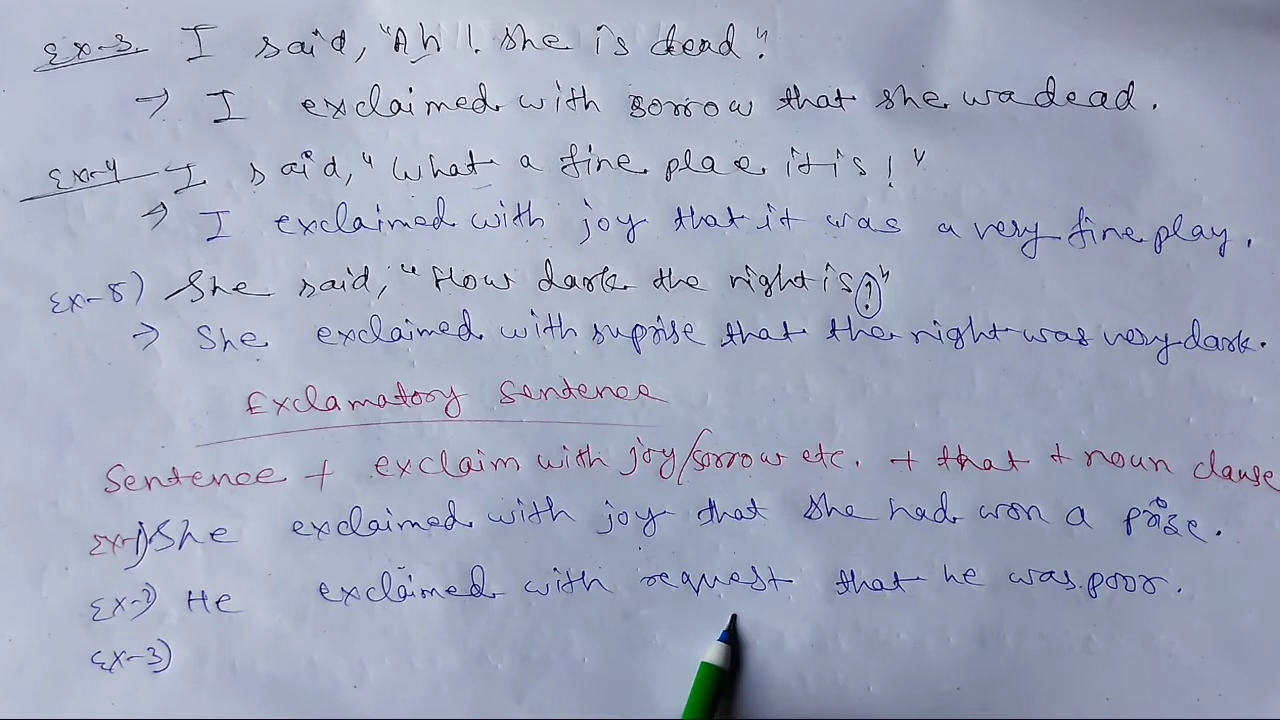 Ex-3. I said, "Ah! she is dead".
→ I exclaimed with sorrow that she wa dead.
Ex-4 I said, "What a fine place it is!"
→ I exclaimed with joy that it was a very fine play.
Ex-5) She said, "How dark the right is!"
→ She exclaimed with suprise that the right was very dark.
Exclamatory Sentence
Sentence + exclaim with joy/sorrow etc. + that + noun clause
Ex-1) She exclaimed with joy that she had won a prise.
Ex-2) He exclaimed with request that he was poor.
Ex-3)